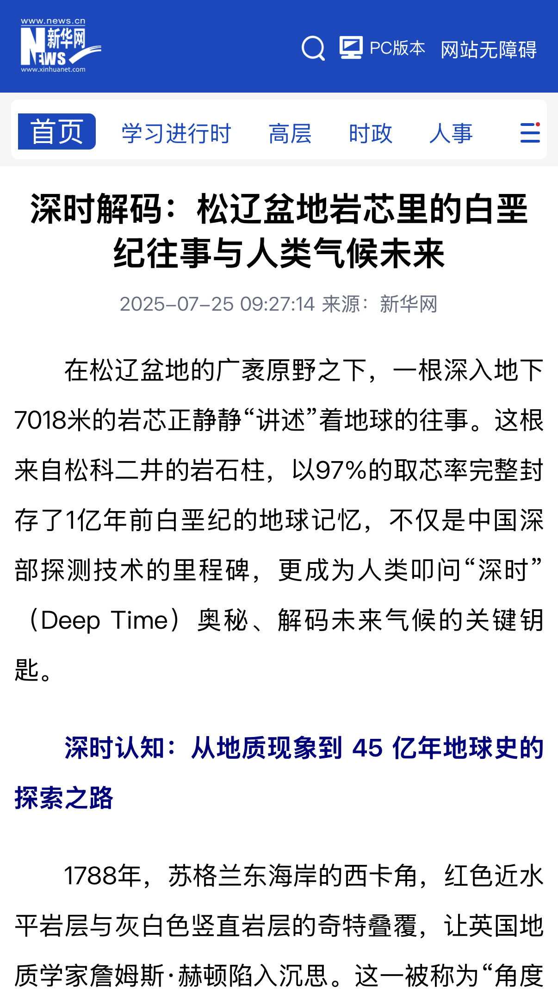 www.news.cn
新华网
NEWS
www.xinhuanet.com
PC版本
网站无障碍
首页 学习进行时 高层 时政 人事
深时解码：松辽盆地岩芯里的白垩
纪往事与人类气候未来
2025-07-25 09:27:14 来源：新华网
在松辽盆地的广袤原野之下，一根深入地下
7018米的岩芯正静静“讲述”着地球的往事。这根
来自松科二井的岩石柱，以97%的取芯率完整封
存了1亿年前白垩纪的地球记忆，不仅是中国深
部探测技术的里程碑，更成为人类叩问“深时”
（Deep Time）奥秘、解码未来气候的关键钥
匙。
深时认知：从地质现象到 45 亿年地球史的
探索之路
1788年，苏格兰东海岸的西卡角，红色近水
平岩层与灰白色竖直岩层的奇特叠覆，让英国地
质学家詹姆斯·赫顿陷入沉思。这一被称为“角度